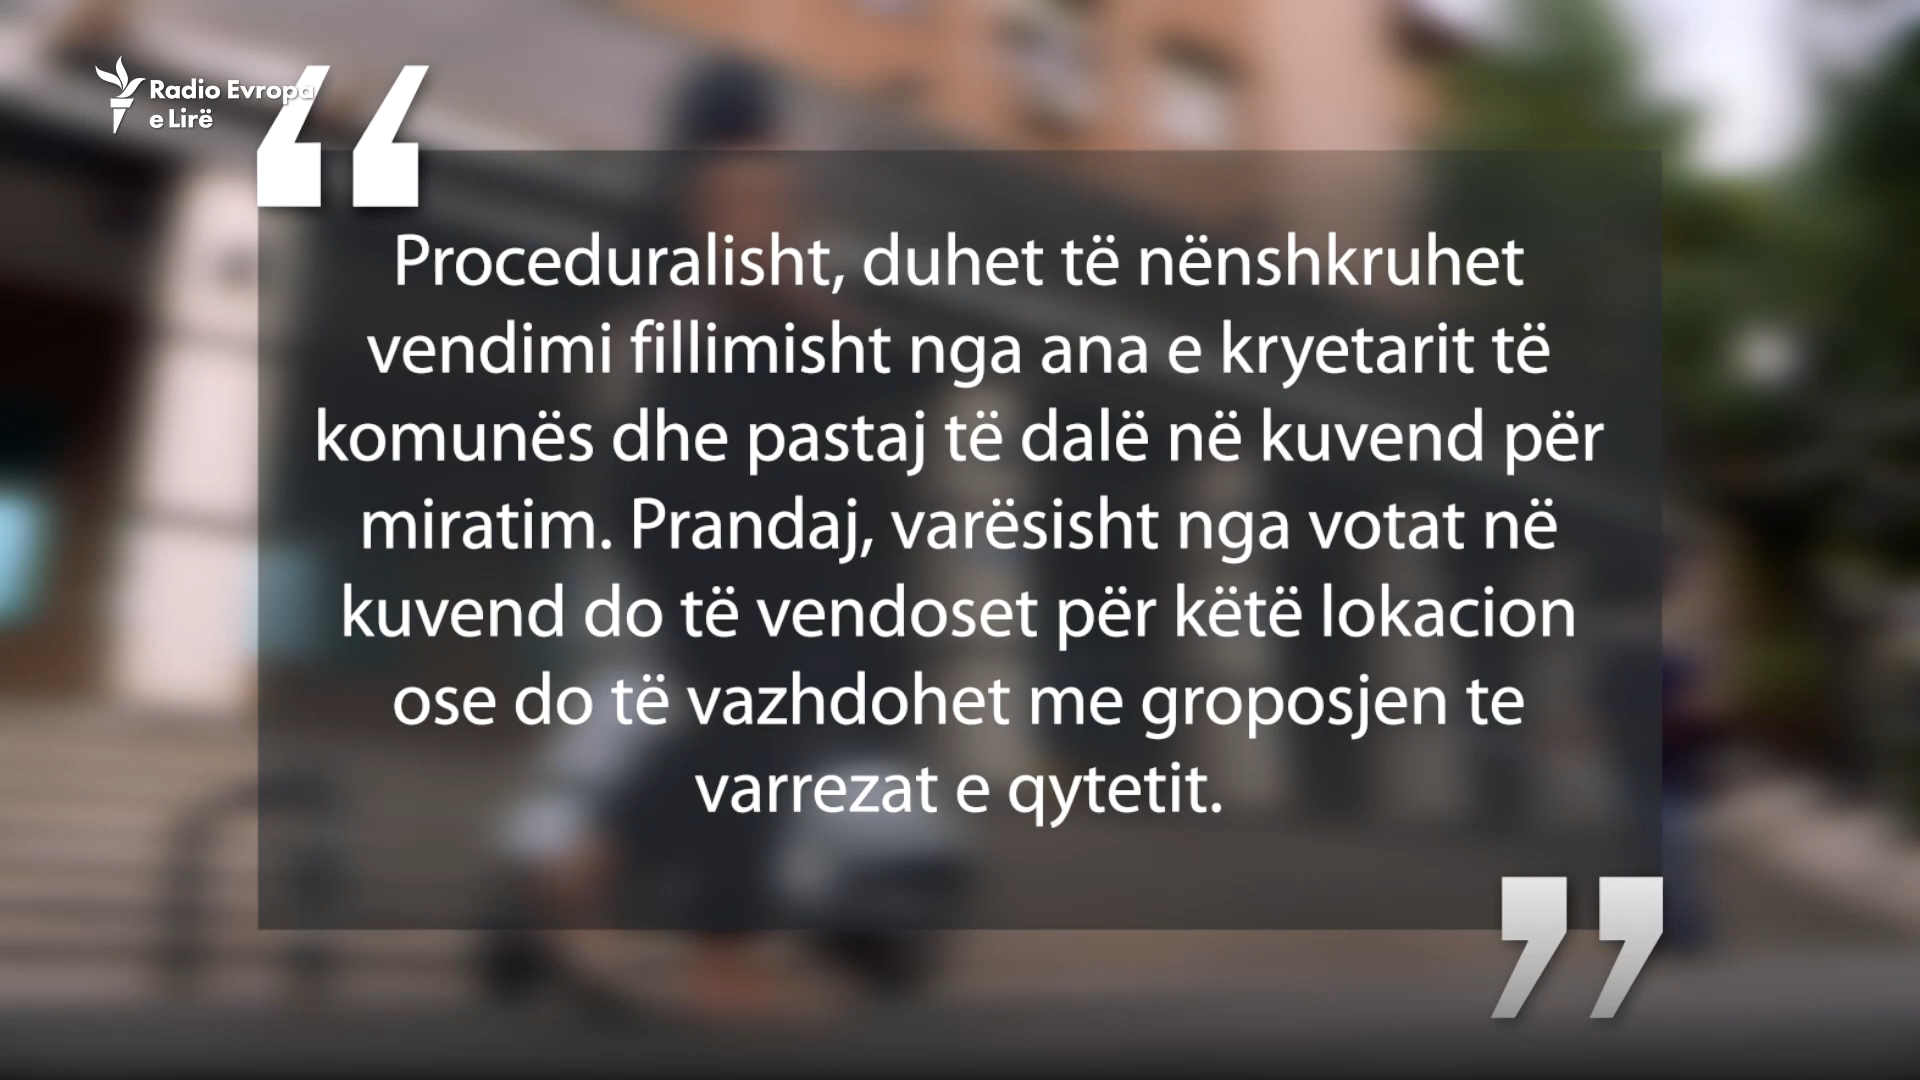 Radio Evropa
e Lirë
“
Proceduralisht, duhet të nënshkruhet
vendimi fillimisht nga ana e kryetarit të
komunës dhe pastaj të dalë në kuvend për
miratim. Prandaj, varësisht nga votat në
kuvend do të vendoset për këtë lokacion
ose do të vazhdohet me groposjen te
varrezat e qytetit.
”